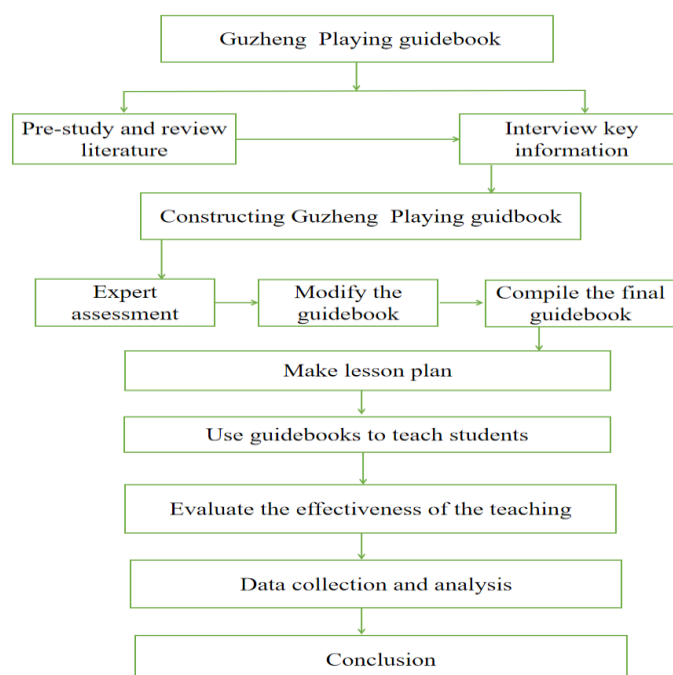 Guzheng  Playing guidebook
Pre-study and review
literature
Interview key
information
Constructing Guzheng  Playing guidbook
Expert
assessment
Modify the
guidebook
Compile the final
guidebook
Make lesson plan
Use guidebooks to teach students
Evaluate the effectiveness of the teaching
Data collection and analysis
Conclusion